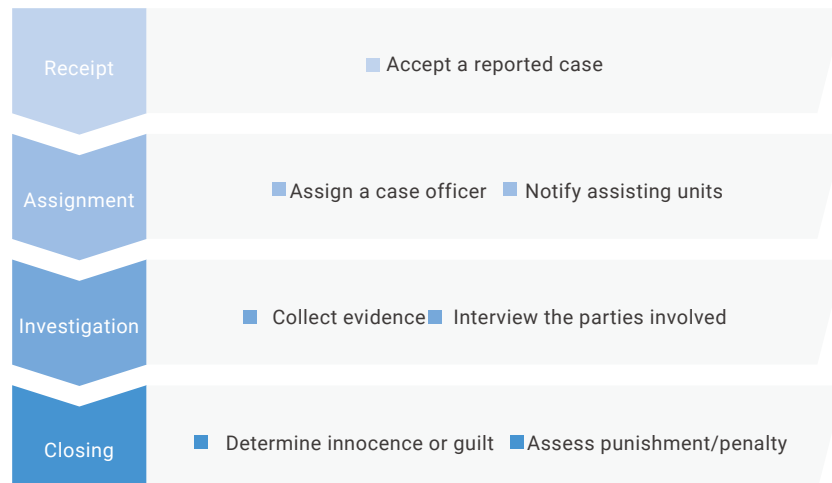 Receipt
Accept a reported case
Assignment
Assign a case officer Notify assisting units
Investigation
Collect evidence Interview the parties involved
Closing
Determine innocence or guilt Assess punishment/penalty